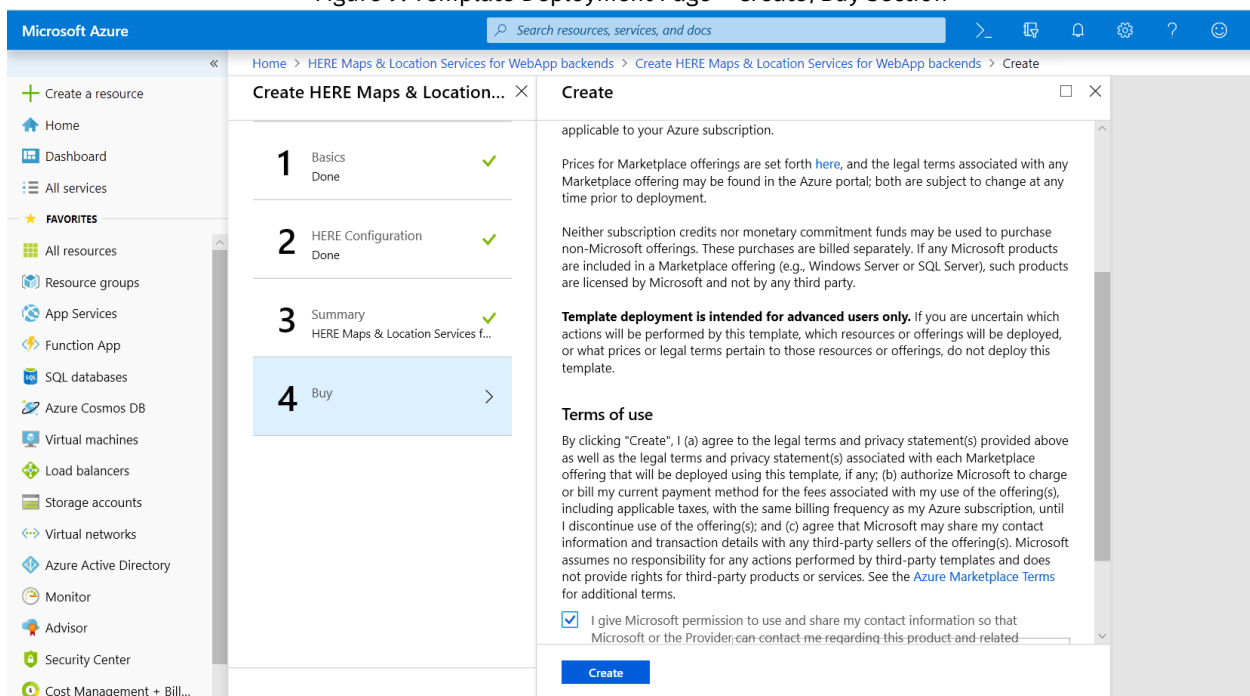 Figure 7. Template Deployment Page – Create, Buy Section
Microsoft Azure
Search resources, services, and docs
Home > HERE Maps & Location Services for WebApp backends > Create HERE Maps & Location Services for WebApp backends > Create
Create a resource
Home
Dashboard
All services
FAVORITES
All resources
Resource groups
App Services
Function App
SQL databases
Azure Cosmos DB
Virtual machines
Load balancers
Storage accounts
Virtual networks
Azure Active Directory
Monitor
Advisor
Security Center
Cost Management + Bill...
Create HERE Maps & Location...
1 Basics
Done
2 HERE Configuration
Done
3 Summary
HERE Maps & Location Services f...
4 Buy
Create
applicable to your Azure subscription.
Prices for Marketplace offerings are set forth here, and the legal terms associated with any
Marketplace offering may be found in the Azure portal; both are subject to change at any
time prior to deployment.
Neither subscription credits nor monetary commitment funds may be used to purchase
non-Microsoft offerings. These purchases are billed separately. If any Microsoft products
are included in a Marketplace offering (e.g., Windows Server or SQL Server), such products
are licensed by Microsoft and not by any third party.
Template deployment is intended for advanced users only. If you are uncertain which
actions will be performed by this template, which resources or offerings will be deployed,
or what prices or legal terms pertain to those resources or offerings, do not deploy this
template.
Terms of use
By clicking "Create", I (a) agree to the legal terms and privacy statement(s) provided above
as well as the legal terms and privacy statement(s) associated with each Marketplace
offering that will be deployed using this template, if any; (b) authorize Microsoft to charge
or bill my current payment method for the fees associated with my use of the offering(s),
including applicable taxes, with the same billing frequency as my Azure subscription, until
I discontinue use of the offering(s); and (c) agree that Microsoft may share my contact
information and transaction details with any third-party sellers of the offering(s). Microsoft
assumes no responsibility for any actions performed by third-party templates and does
not provide rights for third-party products or services. See the Azure Marketplace Terms
for additional terms.
I give Microsoft permission to use and share my contact information so that
Microsoft or the Provider can contact me regarding this product and related
Create